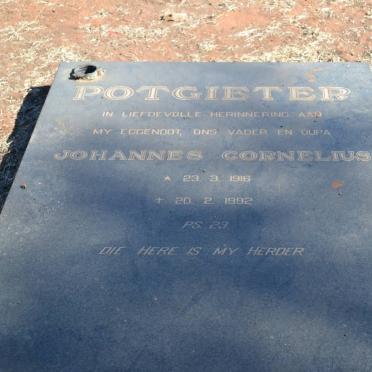 POTGIETER
IN LIEFDEVOLLE HERINNERING AAN
MY EGGENOOT, ONS VADER EN OUPA
JOHANNES CORNELIUS
▵ 23. 3. 1916
+ 20. 2. 1992
PS. 23
DIE HERE IS MY HERDER